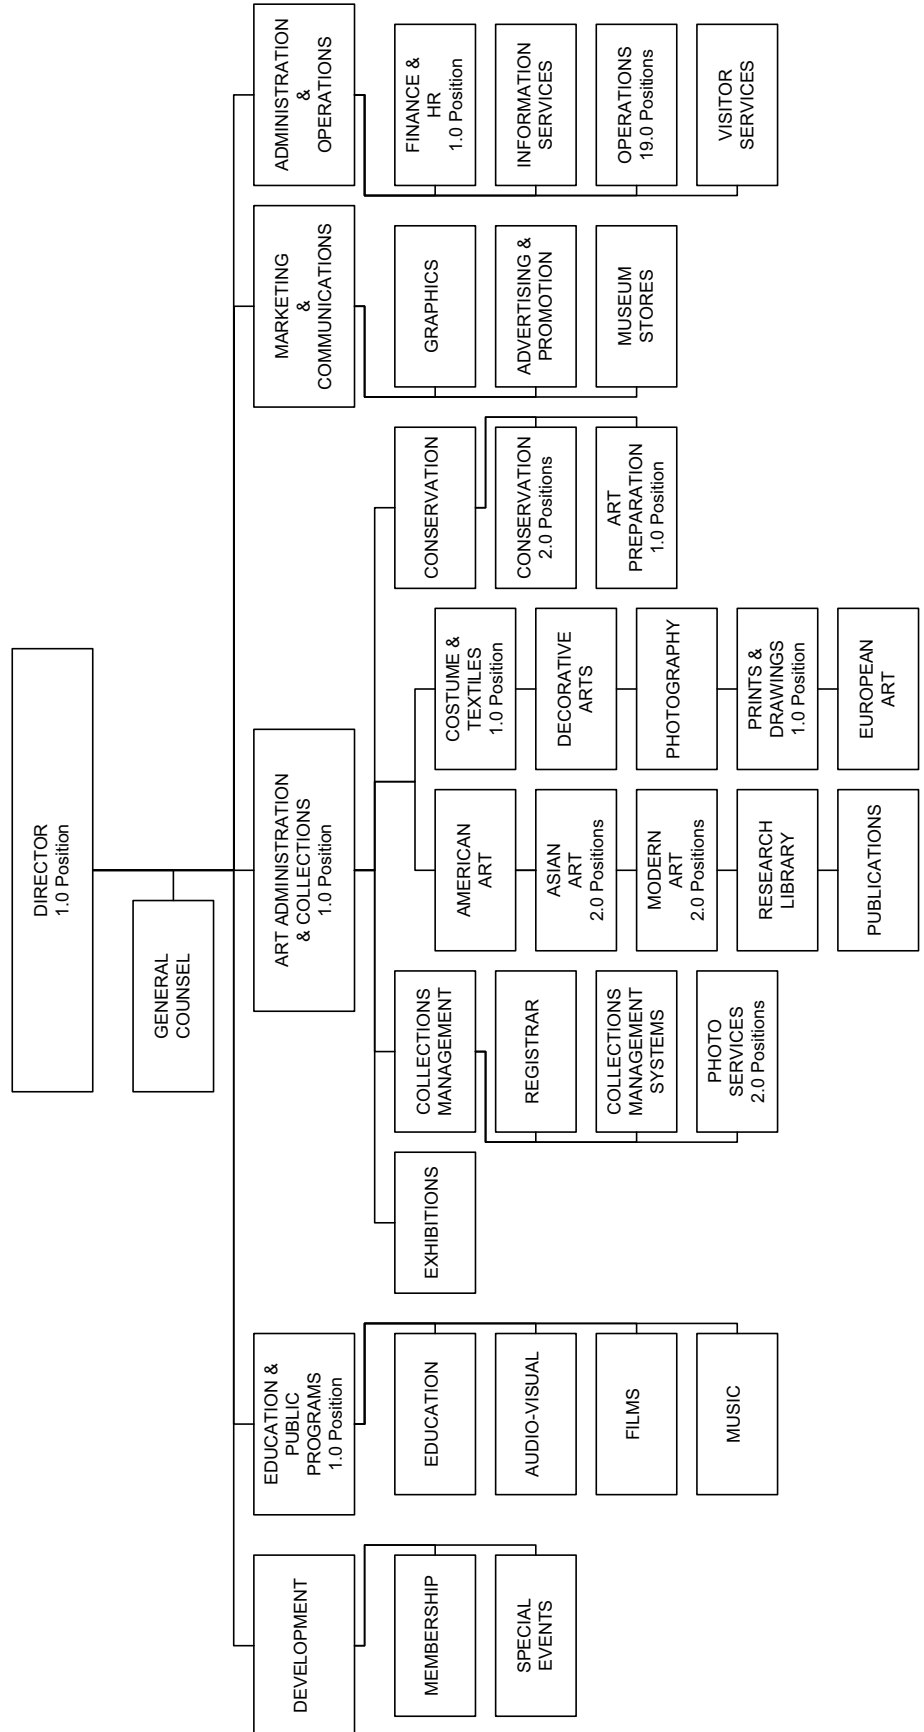 DIRECTOR
1.0 Position
GENERAL
COUNSEL
DEVELOPMENT
MEMBERSHIP
SPECIAL
EVENTS
EDUCATION &
PUBLIC
PROGRAMS
1.0 Position
EDUCATION
AUDIO-VISUAL
FILMS
MUSIC
ART ADMINISTRATION
& COLLECTIONS
1.0 Position
EXHIBITIONS
COLLECTIONS
MANAGEMENT
REGISTRAR
COLLECTIONS
MANAGEMENT
SYSTEMS
PHOTO
SERVICES
2.0 Positions
AMERICAN
ART
ASIAN
ART
2.0 Positions
MODERN
ART
2.0 Positions
RESEARCH
LIBRARY
PUBLICATIONS
COSTUME &
TEXTILES
1.0 Position
DECORATIVE
ARTS
PHOTOGRAPHY
PRINTS &
DRAWINGS
1.0 Position
EUROPEAN
ART
CONSERVATION
CONSERVATION
2.0 Positions
ART
PREPARATION
1.0 Position
MARKETING
&
COMMUNICATIONS
GRAPHICS
ADVERTISING &
PROMOTION
MUSEUM
STORES
ADMINISTRATION
&
OPERATIONS
FINANCE &
HR
1.0 Position
INFORMATION
SERVICES
OPERATIONS
19.0 Positions
VISITOR
SERVICES